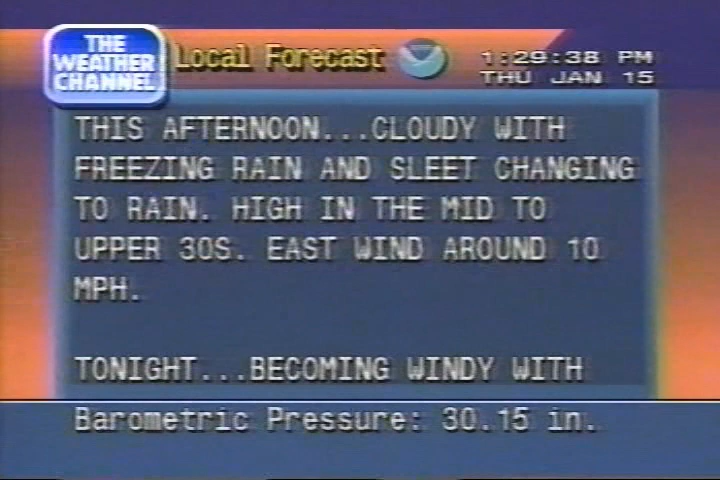 THE
WEATHER
CHANNEL
Local Forecast
1:29:38 PM
THU JAN 15
THIS AFTERNOON...CLOUDY WITH
FREEZING RAIN AND SLEET CHANGING
TO RAIN. HIGH IN THE MID TO
UPPER 30S. EAST WIND AROUND 10
MPH.
TONIGHT...BECOMING WINDY WITH
Barometric Pressure: 30.15 in.